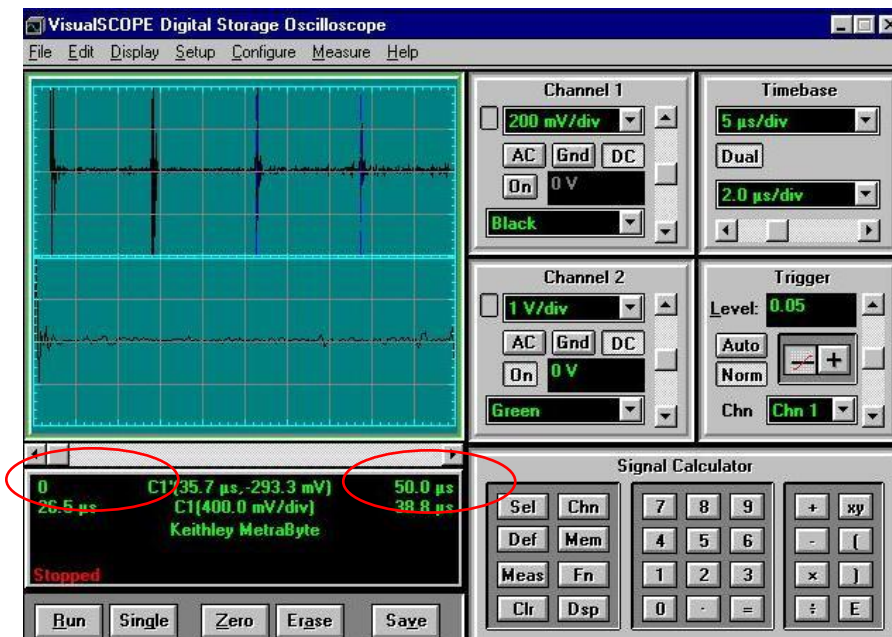 VisualSCOPE Digital Storage Oscilloscope
File Edit Display Setup Configure Measure Help
Channel 1
200 mV/div
AC Gnd DC
On 0 V
Black
Timebase
5 µs/div
Dual
2.0 µs/div
Channel 2
1 V/div
AC Gnd DC
On 0 V
Green
Trigger
Level: 0.05
Auto
Norm
+
Chn Chn 1
0 C1"(35.7 µs,-293.3 mV) 50.0 µs
26.5 µs C1(400.0 mV/div) 38.8 µs
Keithley MetraByte
Stopped
Run Single Zero Erase Save
Signal Calculator
Sel Chn 7 8 9 + xy
Def Mem 4 5 6 - (
Meas Fn 1 2 3 × )
Clr Dsp 0 · = ÷ E